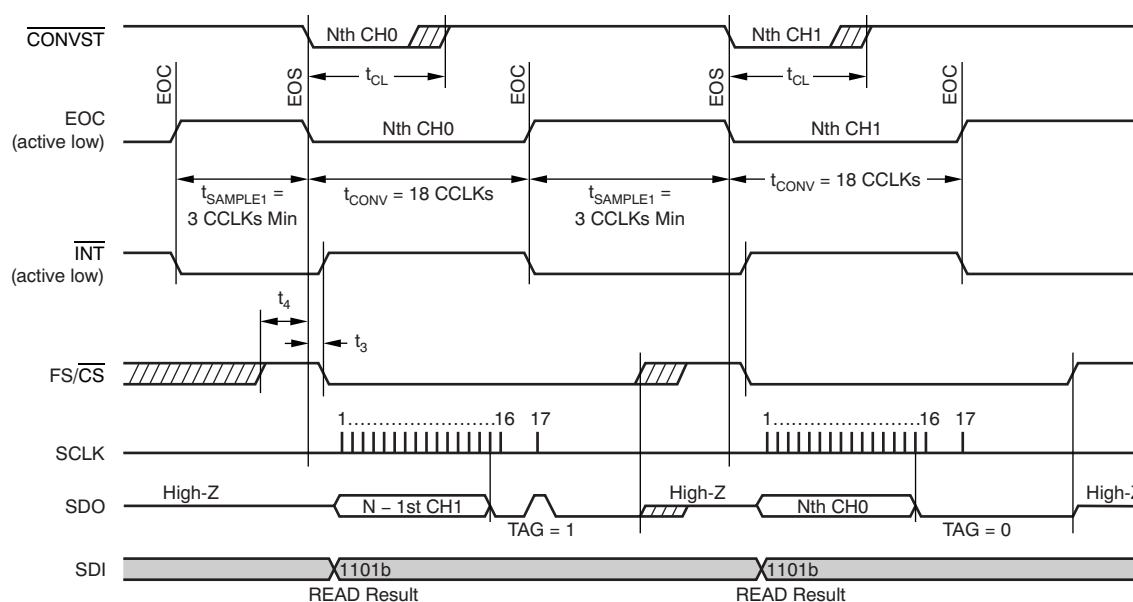 CONVST
Nth CH0
Nth CH1
t_CL
t_CL
EOC
EOS
EOC
EOS
EOC
EOC
(active low)
Nth CH0
Nth CH1
t_SAMPLE1 =
3 CCLKs Min
t_CONV = 18 CCLKs
t_SAMPLE1 =
3 CCLKs Min
t_CONV = 18 CCLKs
INT
(active low)
t_4
t_3
FS/CS
1......................16 17
1......................16 17
SCLK
SDO
High-Z
N − 1st CH1
TAG = 1
High-Z
Nth CH0
TAG = 0
High-Z
SDI
1101b
1101b
READ Result
READ Result